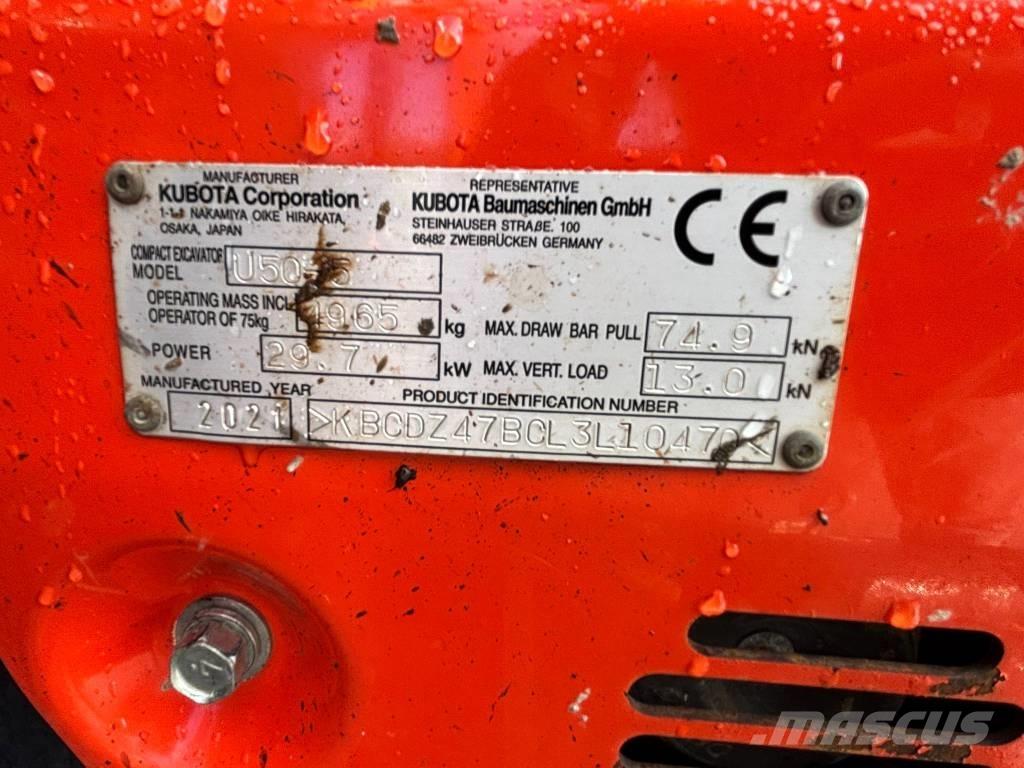 MANUFACTURER
KUBOTA Corporation
NAKAMIYA OIKE HIRAKATA,
OSAKA, JAPAN
REPRESENTATIVE
KUBOTA Baumaschinen GmbH
STEINHAUSER STRAßE. 100
66482 ZWEIBRÜCKEN GERMANY
CE
COMPACT EXCAVATOR
MODEL
OPERATING MASS INCL.
OPERATOR OF 75kg 4965 kg
MAX. DRAW BAR PULL 74.9 kN
POWER 29.7 kW
MAX. VERT. LOAD 13.0 kN
MANUFACTURED YEAR
2021
PRODUCT IDENTIFICATION NUMBER
>KBCDZ47BCL3L10470<
MASCUS